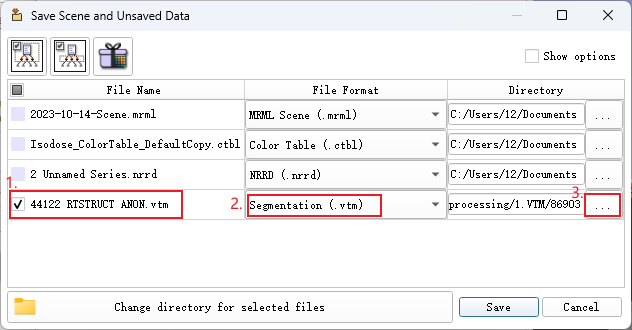 Save Scene and Unsaved Data
Show options
File Name File Format Directory
2023-10-14-Scene.mrml MRML Scene (.mrml) C:/Users/12/Documents ...
Isodose_ColorTable_DefaultCopy.ctbl Color Table (.ctbl) C:/Users/12/Documents ...
2 Unnamed Series.nrrd NRRD (.nrrd) C:/Users/12/Documents ...
1. 44122 RTSTRUCT ANON.vtm 2. Segmentation (.vtm) processing/1.VTM/86903 3. ...
Change directory for selected files Save Cancel